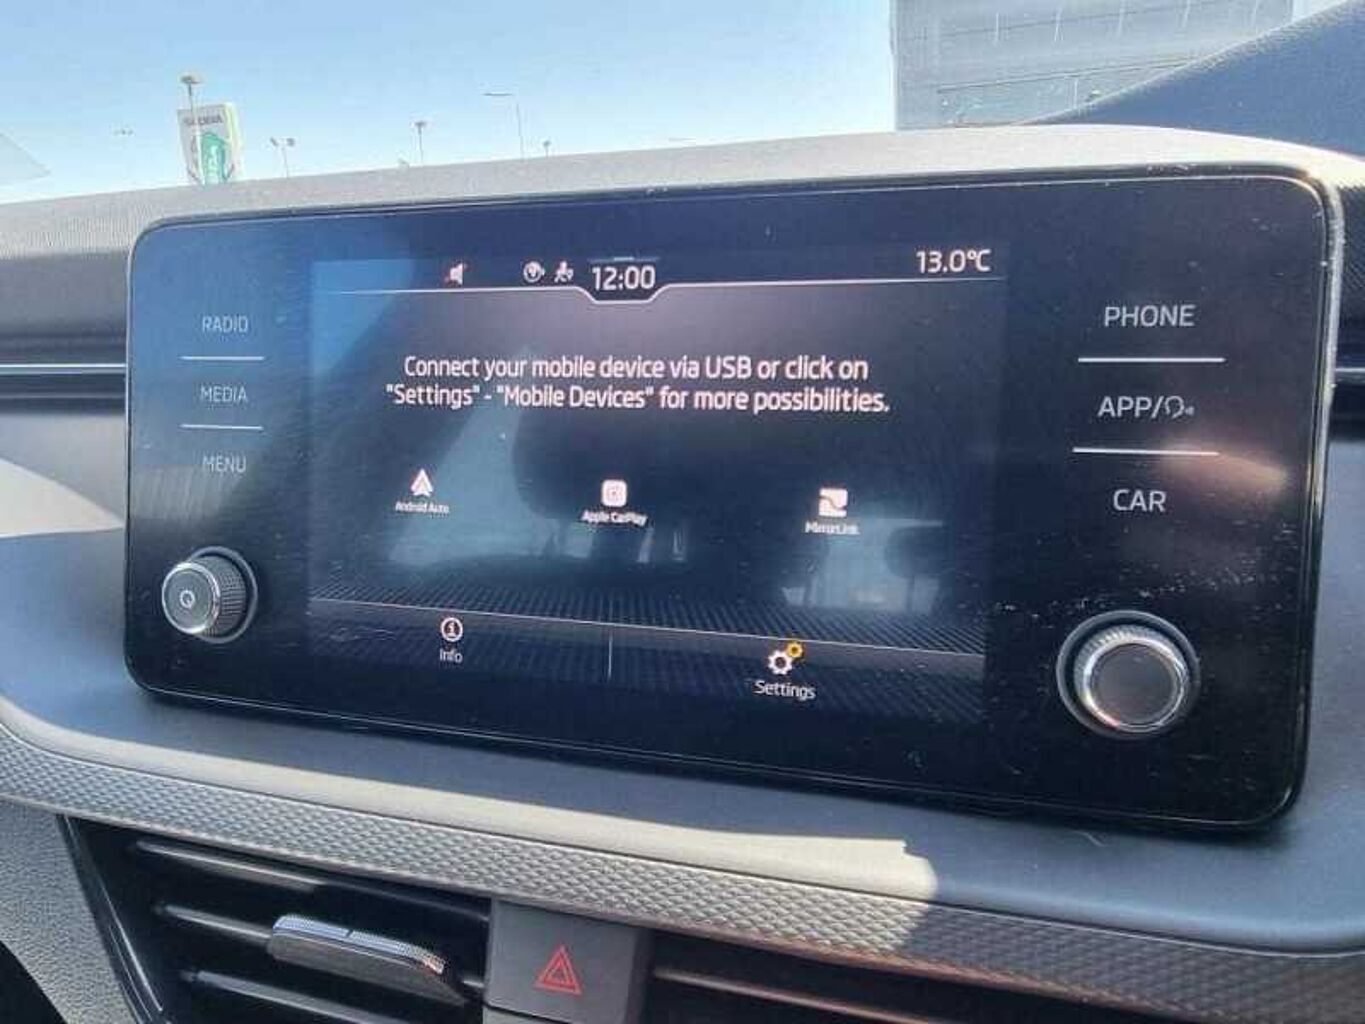 SKODA
12:00
13.0°C
RADIO
MEDIA
MENU
Connect your mobile device via USB or click on
"Settings" - "Mobile Devices" for more possibilities.
Android Auto
Apple CarPlay
MirrorLink
Info
Settings
PHONE
APP/
CAR